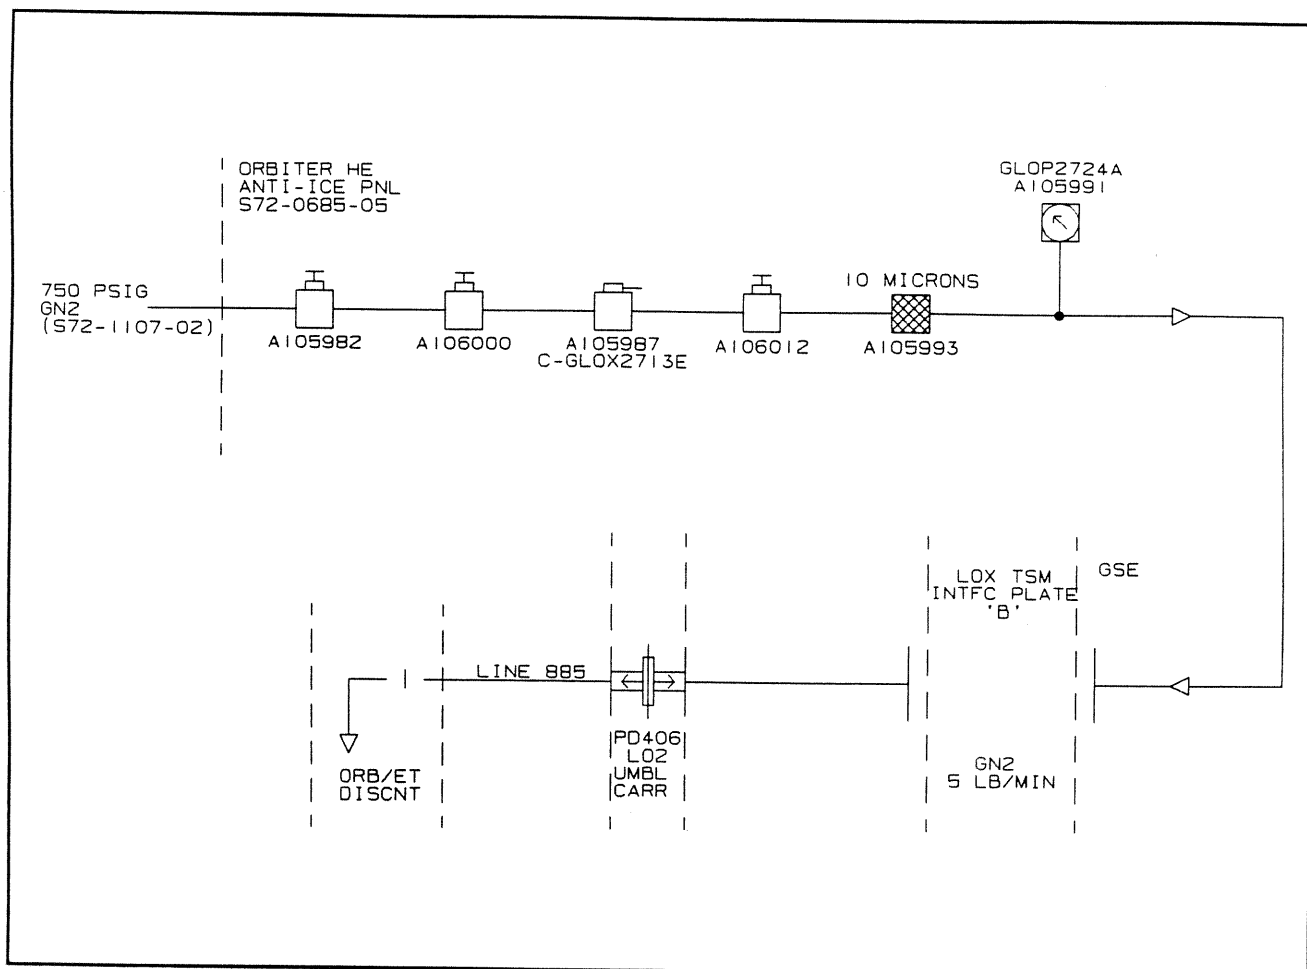 ORBITER HE
ANTI-ICE PNL
S72-0685-05
GLOP2724A
A105991
750 PSIG
GN2
(S72-1107-02)
10 MICRONS
A105982
A106000
A105987
C-GLOX2713E
A106012
A105993
LOX TSM
INTFC PLATE
'B'
GSE
LINE 885
PD406
LO2
UMBL
CARR
ORB/ET
DISCNT
GN2
5 LB/MIN